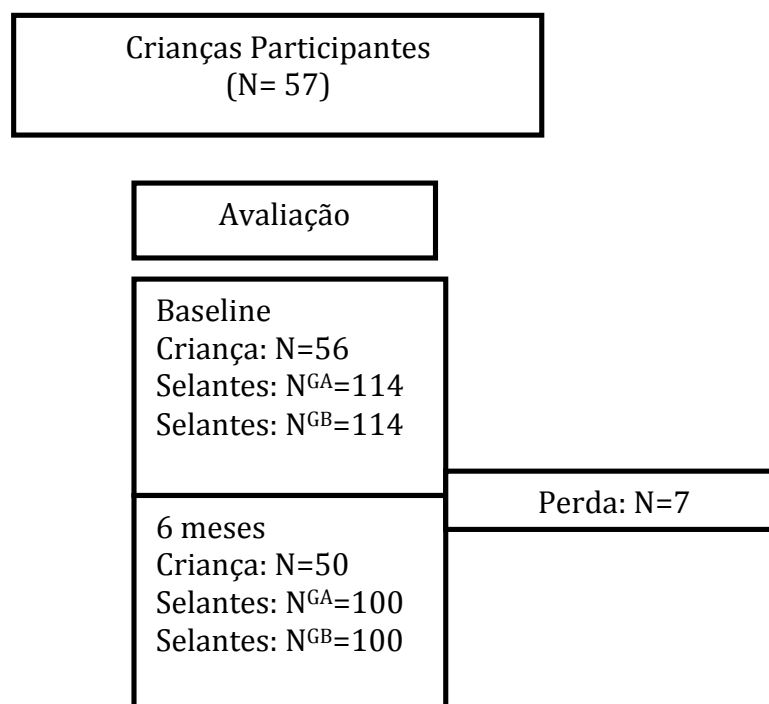 Crianças Participantes
(N= 57)
Avaliação
Baseline
Criança: N=56
Selantes: Nᴳᴬ=114
Selantes: Nᴳᴮ=114
Perda: N=7
6 meses
Criança: N=50
Selantes: Nᴳᴬ=100
Selantes: Nᴳᴮ=100